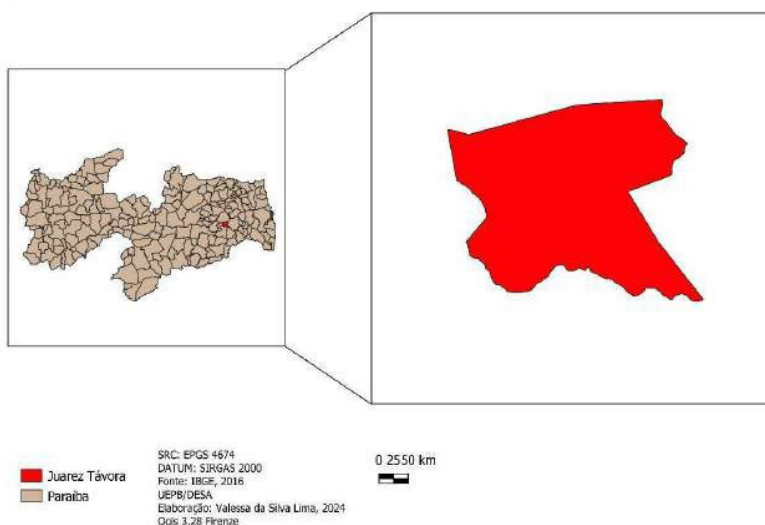 Juarez Távora
Paraíba
SRC: EPGS 4674
DATUM: SIRGAS 2000
Fonte: IBGE, 2016
UEPB/DESA
Elaboração: Valessa da Silva Lima, 2024
Qgis 3.28 Firenze
0 2550 km